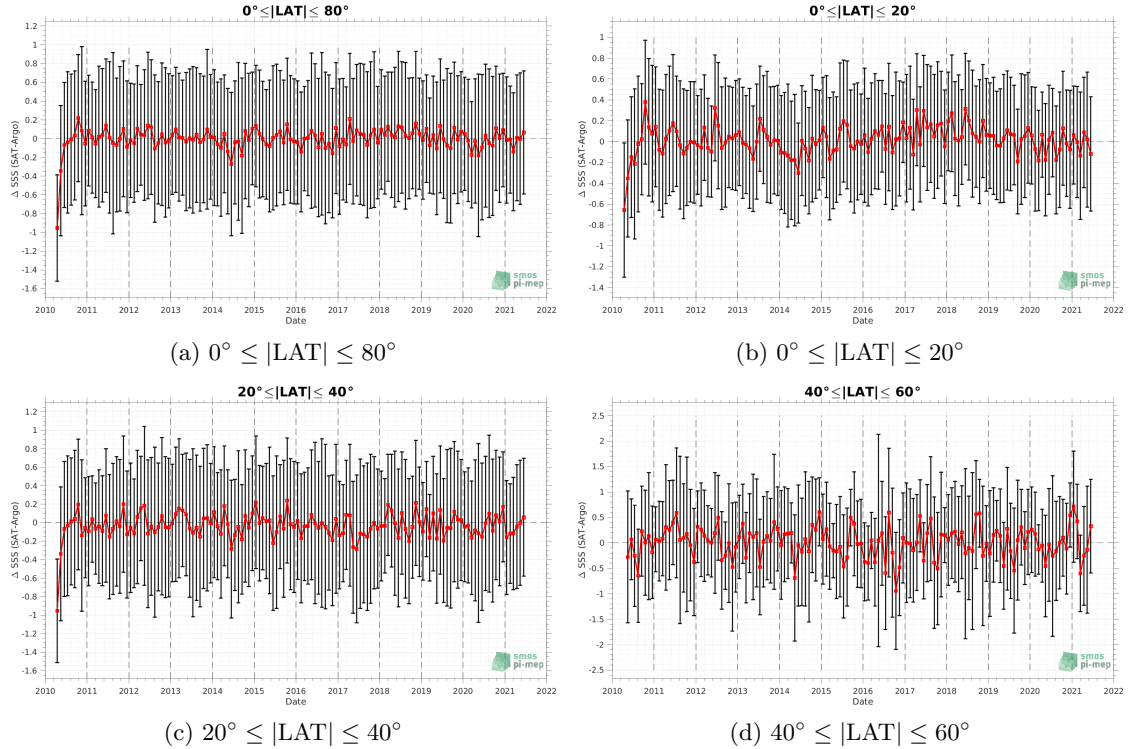 0°≤|LAT|≤ 80°
Δ SSS (SAT-Argo)
1.2
1
0.8
0.6
0.4
0.2
0
-0.2
-0.4
-0.6
-0.8
-1
-1.2
-1.4
-1.6
2010 2011 2012 2013 2014 2015 2016 2017 2018 2019 2020 2021 2022
Date
smos
pi-mep
(a) 0° ≤ |LAT| ≤ 80°
0°≤|LAT|≤ 20°
Δ SSS (SAT-Argo)
1
0.8
0.6
0.4
0.2
0
-0.2
-0.4
-0.6
-0.8
-1
-1.2
-1.4
2010 2011 2012 2013 2014 2015 2016 2017 2018 2019 2020 2021 2022
Date
smos
pi-mep
(b) 0° ≤ |LAT| ≤ 20°
20°≤|LAT|≤ 40°
Δ SSS (SAT-Argo)
1.2
1
0.8
0.6
0.4
0.2
0
-0.2
-0.4
-0.6
-0.8
-1
-1.2
-1.4
-1.6
2010 2011 2012 2013 2014 2015 2016 2017 2018 2019 2020 2021 2022
Date
smos
pi-mep
(c) 20° ≤ |LAT| ≤ 40°
40°≤|LAT|≤ 60°
Δ SSS (SAT-Argo)
2.5
2
1.5
1
0.5
0
-0.5
-1
-1.5
-2
-2.5
2010 2011 2012 2013 2014 2015 2016 2017 2018 2019 2020 2021 2022
Date
smos
pi-mep
(d) 40° ≤ |LAT| ≤ 60°